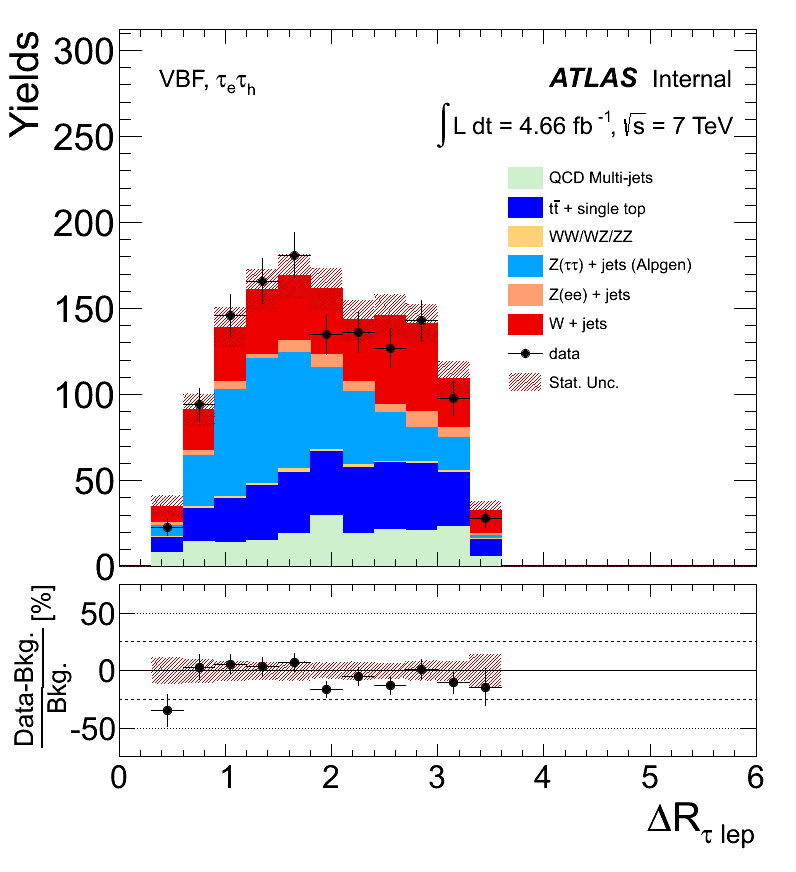 Yields
300
250
200
150
100
50
0
VBF, τₑτₕ
ATLAS Internal
∫ L dt = 4.66 fb⁻¹, √s = 7 TeV
QCD Multi-jets
tt̄ + single top
WW/WZ/ZZ
Z(ττ) + jets (Alpgen)
Z(ee) + jets
W + jets
data
Stat. Unc.
Data-Bkg.
Bkg.
[%]
50
0
-50
0 1 2 3 4 5 6
ΔR τ lep